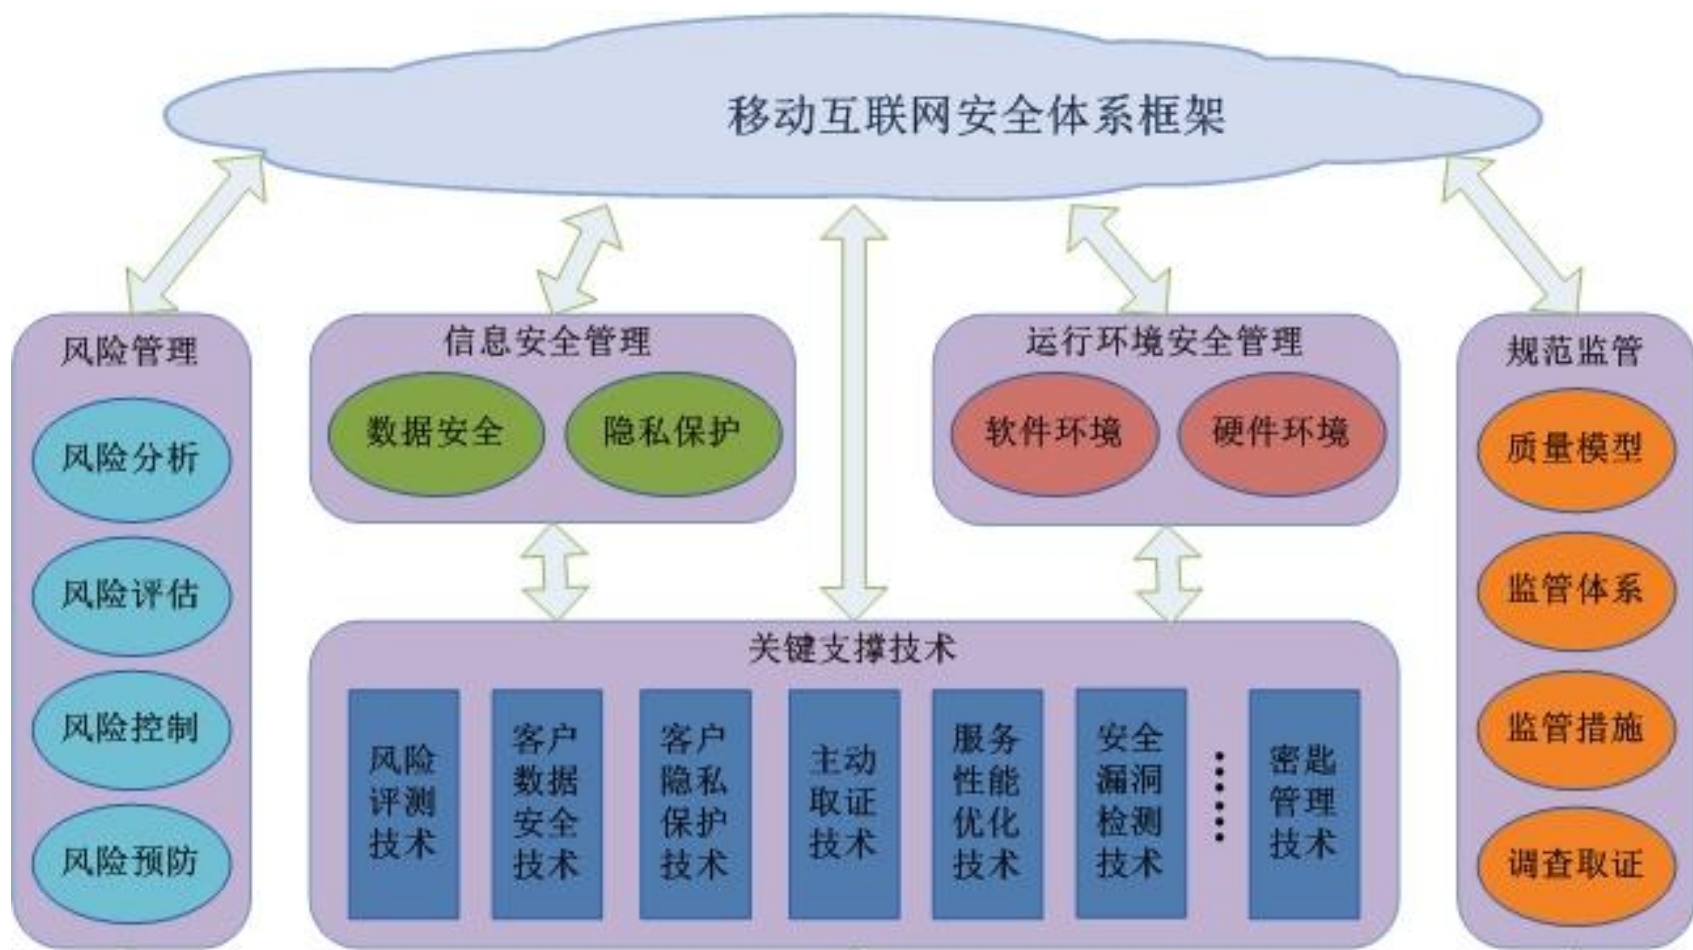 移动互联网安全体系框架
风险管理
风险分析
风险评估
风险控制
风险预防
信息安全管理
数据安全
隐私保护
运行环境安全管理
软件环境
硬件环境
规范监管
质量模型
监管体系
监管措施
调查取证
关键支撑技术
风险
评测
技术
客户
数据
安全
技术
客户
隐私
保护
技术
主动
取证
技术
服务
性能
优化
技术
安全
漏洞
检测
技术
......
密匙
管理
技术